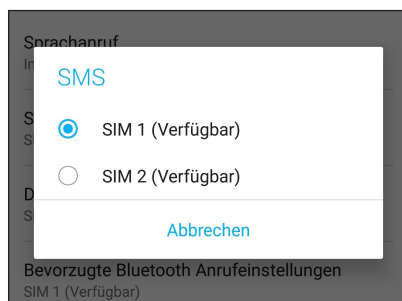 Sprachanruf
SMS
SIM 1 (Verfügbar)
SIM 2 (Verfügbar)
Abbrechen
Bevorzugte Bluetooth Anrufeinstellungen
SIM 1 (Verfügbar)